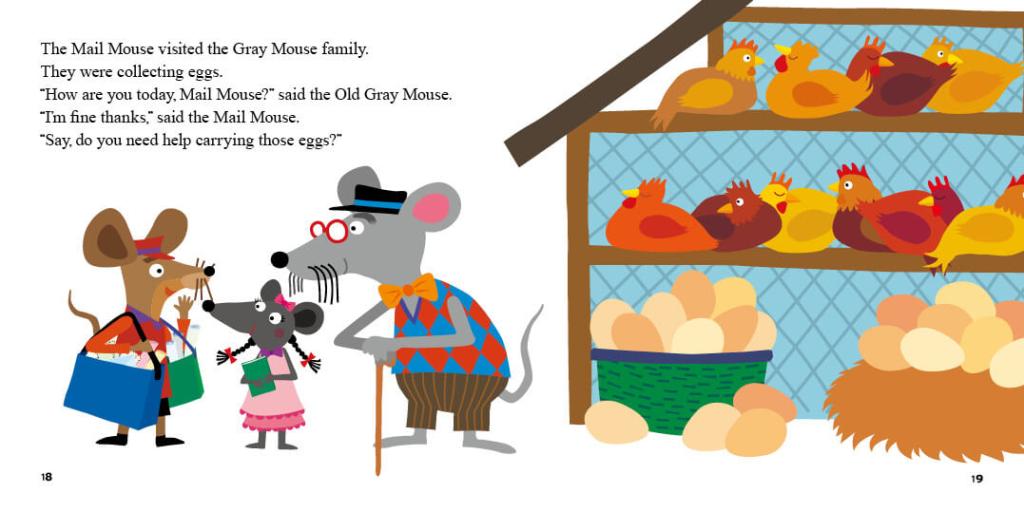 The Mail Mouse visited the Gray Mouse family.
They were collecting eggs.
“How are you today, Mail Mouse?” said the Old Gray Mouse.
“I’m fine thanks,” said the Mail Mouse.
“Say, do you need help carrying those eggs?”
18
19